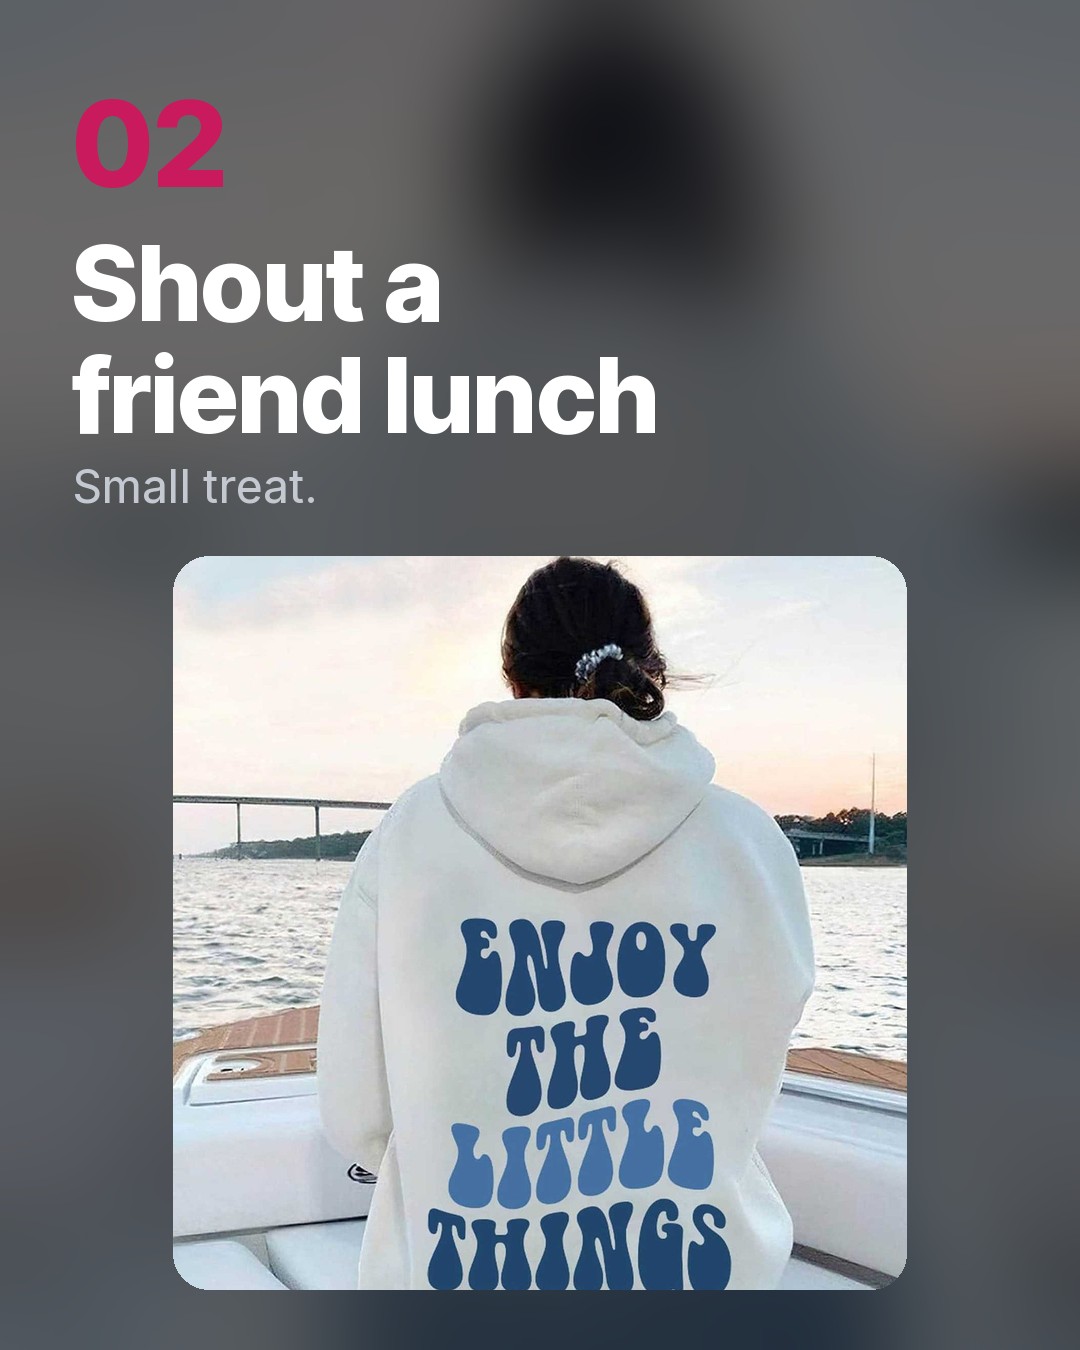 02
Shout a
friend lunch
Small treat.
ENJOY
THE
LITTLE
THINGS